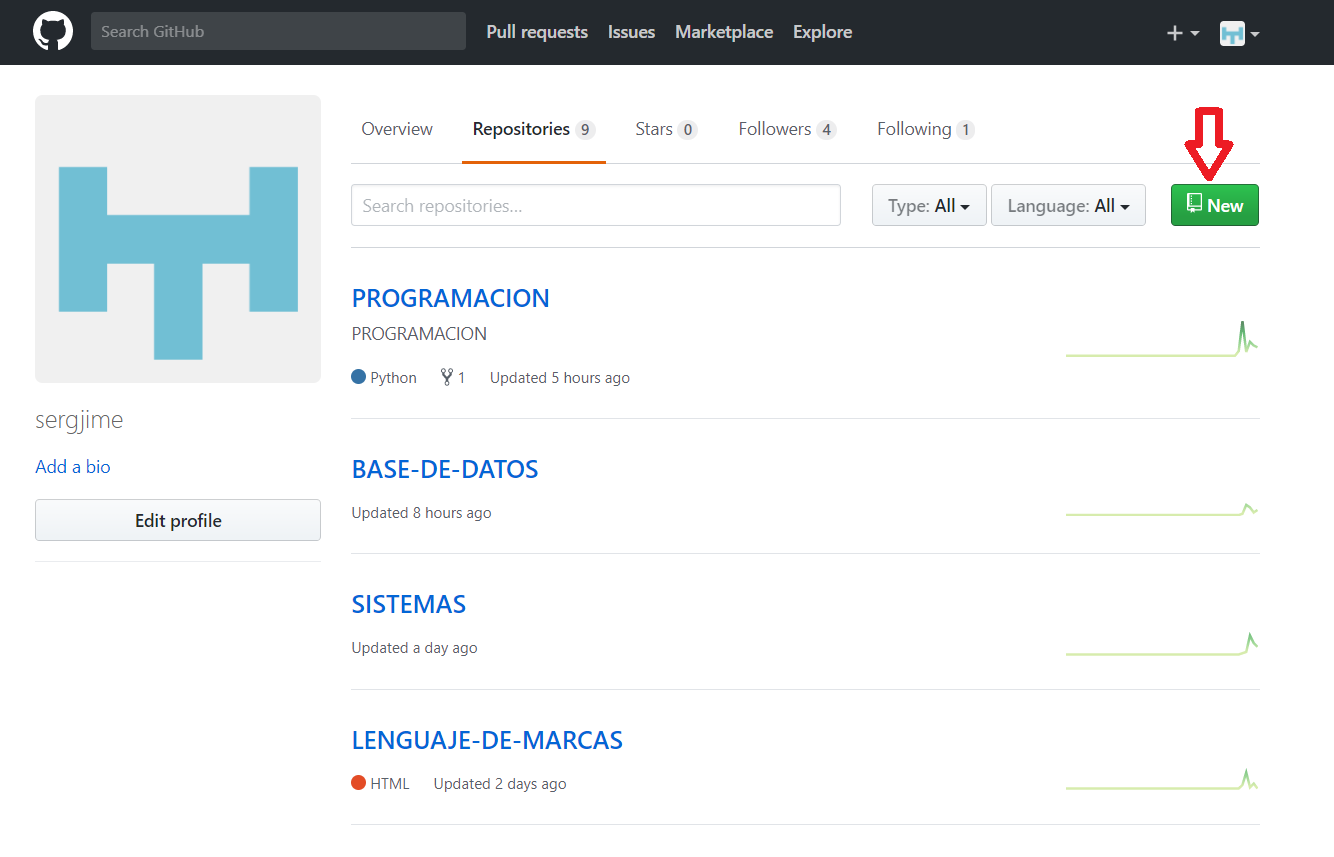 Search GitHub Pull requests Issues Marketplace Explore
Overview Repositories 9 Stars 0 Followers 4 Following 1
Search repositories... Type: All Language: All New
PROGRAMACION
PROGRAMACION
Python 1 Updated 5 hours ago
sergjime
Add a bio
Edit profile
BASE-DE-DATOS
Updated 8 hours ago
SISTEMAS
Updated a day ago
LENGUAJE-DE-MARCAS
HTML Updated 2 days ago